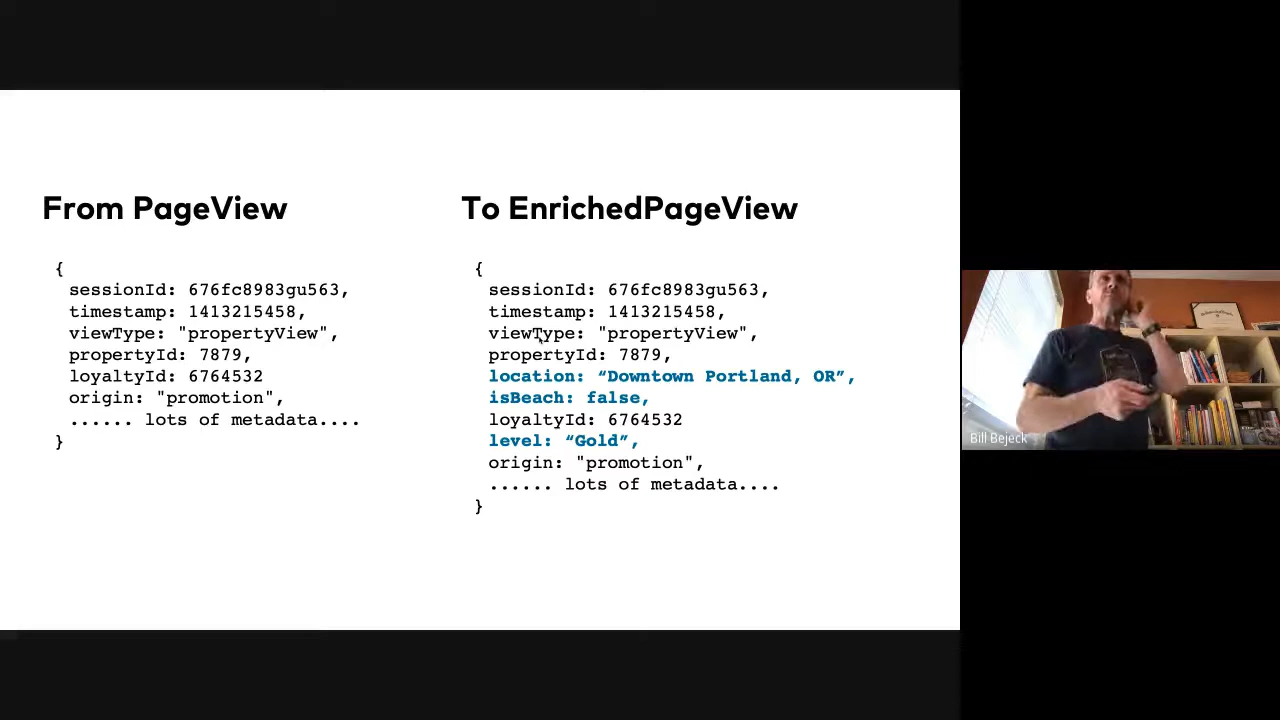 From PageView
{
sessionId: 676fc8983gu563,
timestamp: 1413215458,
viewType: "propertyView",
propertyId: 7879,
loyaltyId: 6764532
origin: "promotion",
...... lots of metadata....
}
To EnrichedPageView
{
sessionId: 676fc8983gu563,
timestamp: 1413215458,
viewType: "propertyView",
propertyId: 7879,
location: “Downtown Portland, OR”,
isBeach: false,
loyaltyId: 6764532
level: “Gold”,
origin: "promotion",
...... lots of metadata....
}
Bill Bejeck